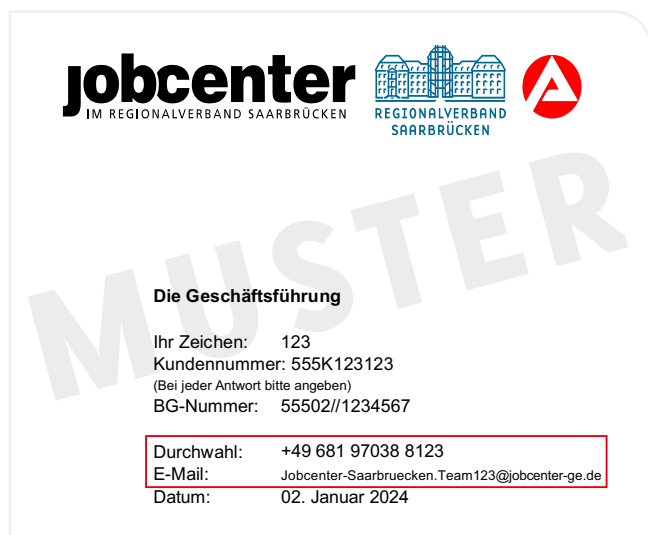 jobcenter
IM REGIONALVERBAND SAARBRÜCKEN
REGIONALVERBAND
SAARBRÜCKEN
MUSTER
Die Geschäftsführung
Ihr Zeichen: 123
Kundennummer: 555K123123
(Bei jeder Antwort bitte angeben)
BG-Nummer: 55502//1234567
Durchwahl: +49 681 97038 8123
E-Mail: Jobcenter-Saarbruecken.Team123@jobcenter-ge.de
Datum: 02. Januar 2024